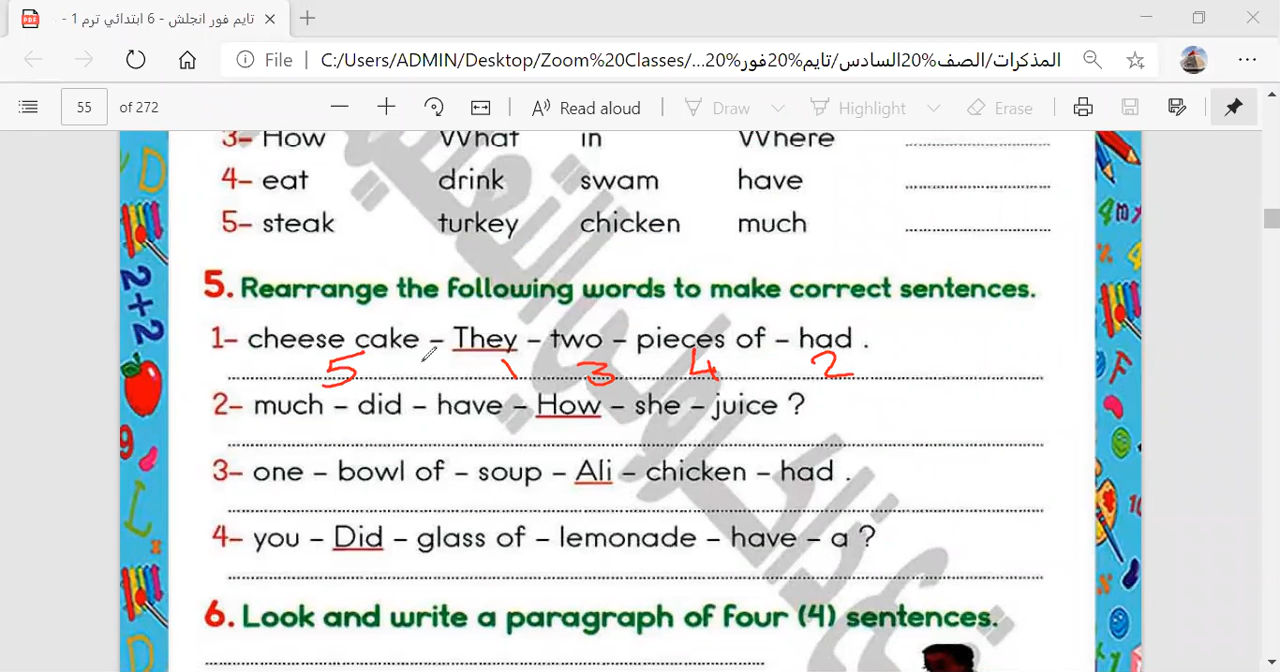 تايم فور انجلش - 6 ابتدائي ترم 1 -
File C:/Users/ADMIN/Desktop/Zoom%20Classes/المذكرات/الصف%20السادس/تايم%20فور%20...
55 of 272 Read aloud Draw Highlight Erase
3- How What in Where
4- eat drink swam have
5- steak turkey chicken much
5. Rearrange the following words to make correct sentences.
1- cheese cake - They - two - pieces of - had .
5 1 3 4 2
2- much - did - have - How - she - juice ?
3- one - bowl of - soup - Ali - chicken - had .
4- you - Did - glass of - lemonade - have - a ?
6. Look and write a paragraph of four (4) sentences.